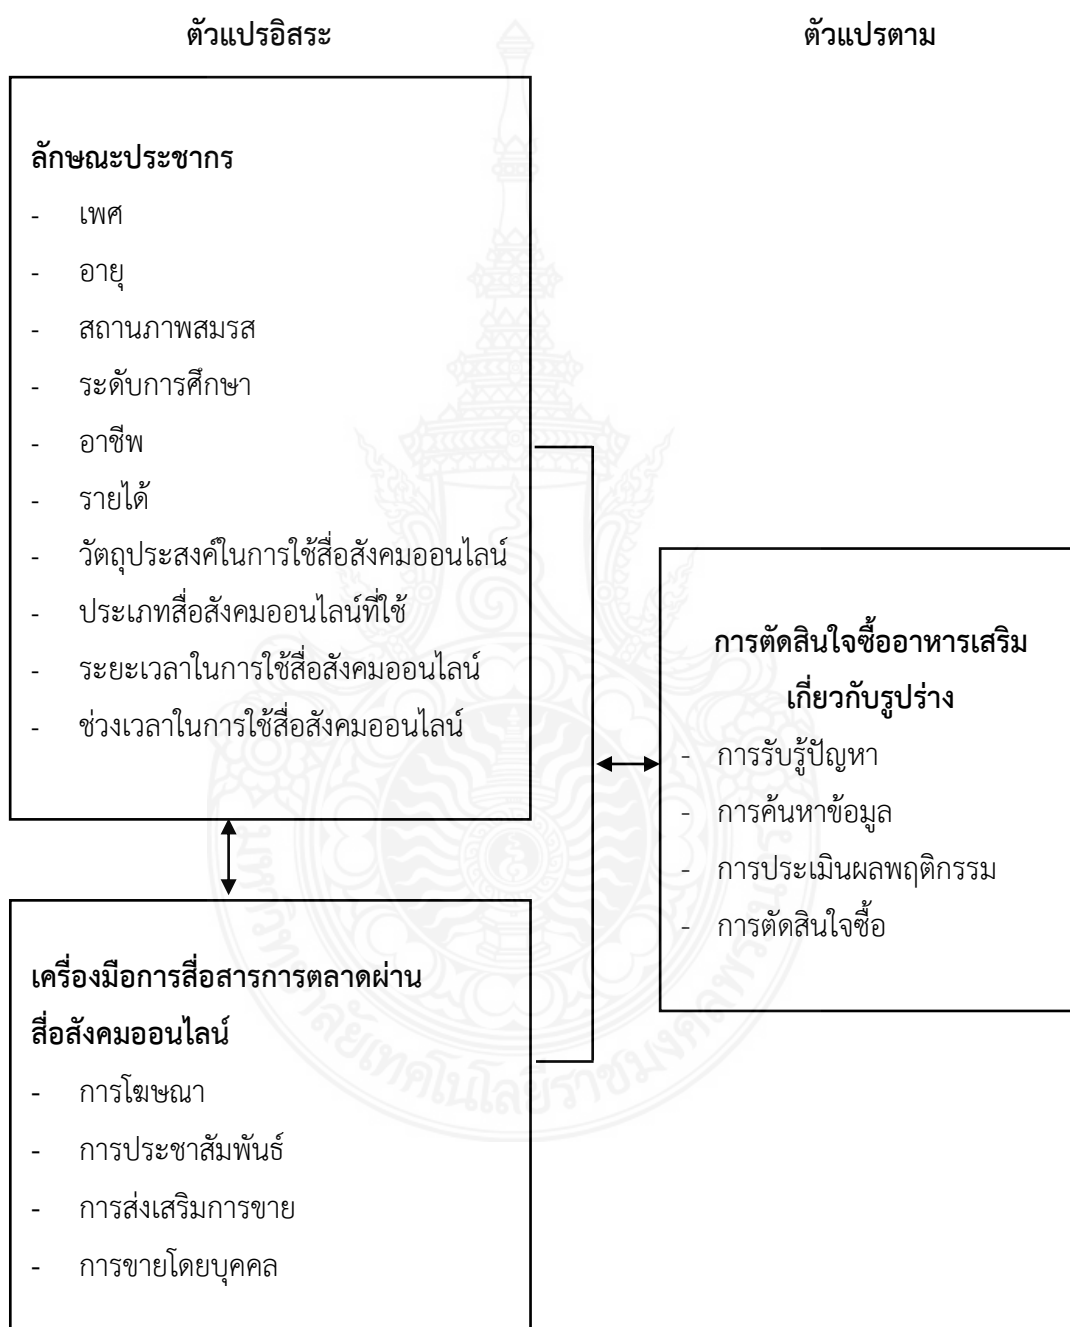 ตัวแปรอิสระ
ตัวแปรตาม
ลักษณะประชากร
- เพศ
- อายุ
- สถานภาพสมรส
- ระดับการศึกษา
- อาชีพ
- รายได้
- วัตถุประสงค์ในการใช้สื่อสังคมออนไลน์
- ประเภทสื่อสังคมออนไลน์ที่ใช้
- ระยะเวลาในการใช้สื่อสังคมออนไลน์
- ช่วงเวลาในการใช้สื่อสังคมออนไลน์
เครื่องมือการสื่อสารการตลาดผ่าน
สื่อสังคมออนไลน์
- การโฆษณา
- การประชาสัมพันธ์
- การส่งเสริมการขาย
- การขายโดยบุคคล
การตัดสินใจซื้ออาหารเสริม
เกี่ยวกับรูปร่าง
- การรับรู้ปัญหา
- การค้นหาข้อมูล
- การประเมินผลพฤติกรรม
- การตัดสินใจซื้อ